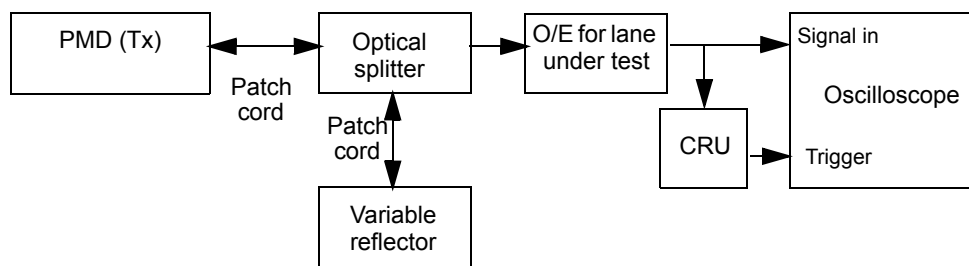 PMD (Tx)
Patch
cord
Optical
splitter
Patch
cord
Variable
reflector
O/E for lane
under test
CRU
Signal in
Oscilloscope
Trigger